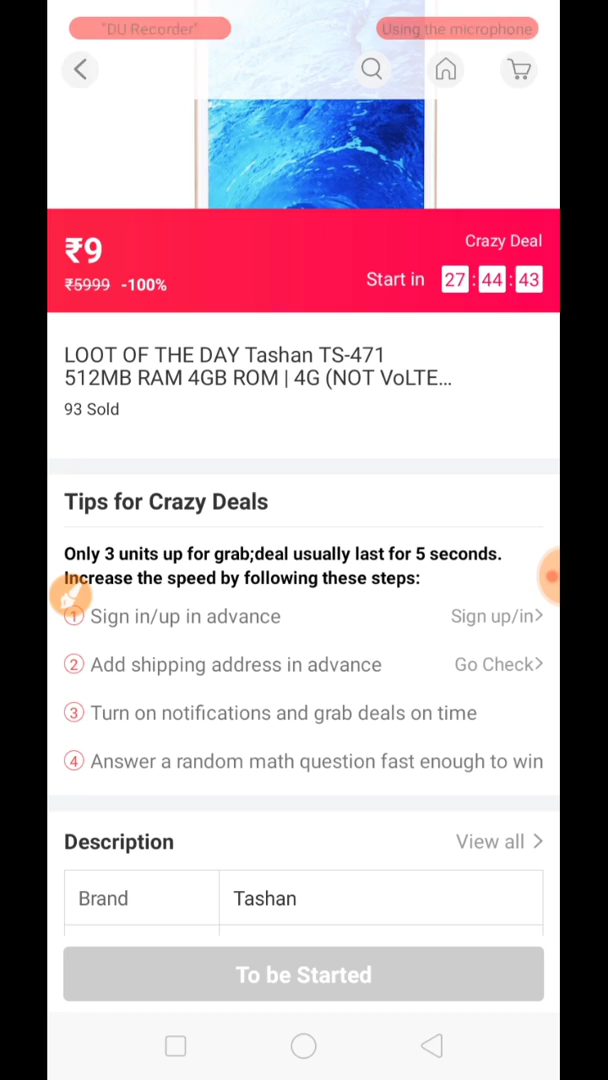 "DU Recorder"
Using the microphone
₹9
Crazy Deal
₹5999 -100%
Start in 27:44:43
LOOT OF THE DAY Tashan TS-471
512MB RAM 4GB ROM | 4G (NOT VoLTE...
93 Sold
Tips for Crazy Deals
Only 3 units up for grab;deal usually last for 5 seconds.
Increase the speed by following these steps:
1 Sign in/up in advance Sign up/in>
2 Add shipping address in advance Go Check>
3 Turn on notifications and grab deals on time
4 Answer a random math question fast enough to win
Description View all >
Brand Tashan
To be Started